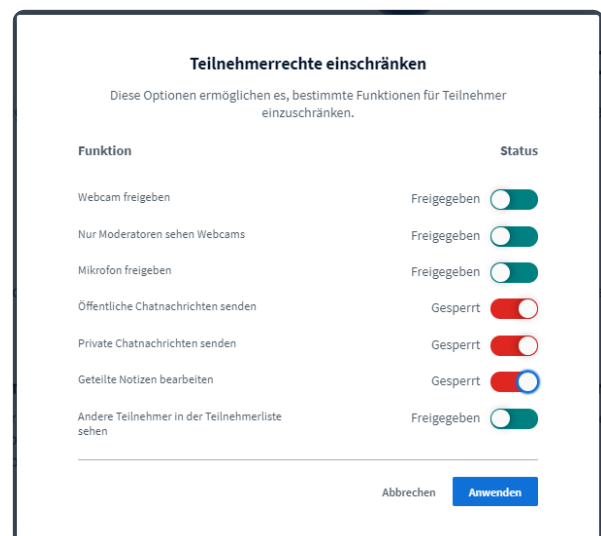 Teilnehmerrechte einschränken
Diese Optionen ermöglichen es, bestimmte Funktionen für Teilnehmer
einzuschränken.
Funktion Status
Webcam freigeben Freigegeben
Nur Moderatoren sehen Webcams Freigegeben
Mikrofon freigeben Freigegeben
Öffentliche Chatnachrichten senden Gesperrt
Private Chatnachrichten senden Gesperrt
Geteilte Notizen bearbeiten Gesperrt
Andere Teilnehmer in der Teilnehmerliste Freigegeben
sehen
Abbrechen Anwenden